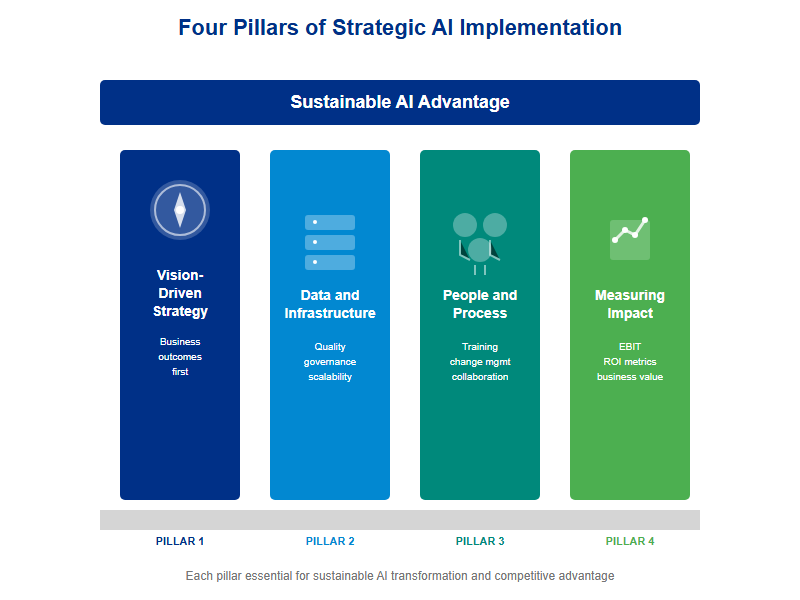 Four Pillars of Strategic AI Implementation
Sustainable AI Advantage
Vision-
Driven
Strategy
Business
outcomes
first
Data and
Infrastructure
Quality
governance
scalability
People and
Process
Training
change mgmt
collaboration
Measuring
Impact
EBIT
ROI metrics
business value
PILLAR 1
PILLAR 2
PILLAR 3
PILLAR 4
Each pillar essential for sustainable AI transformation and competitive advantage